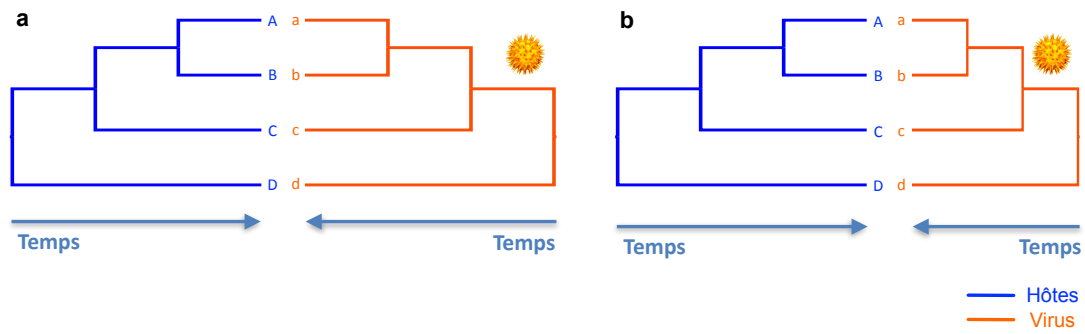 a
A a
B b
C c
D d
Temps Temps
b
A a
B b
C c
D d
Temps Temps
Hôtes
Virus